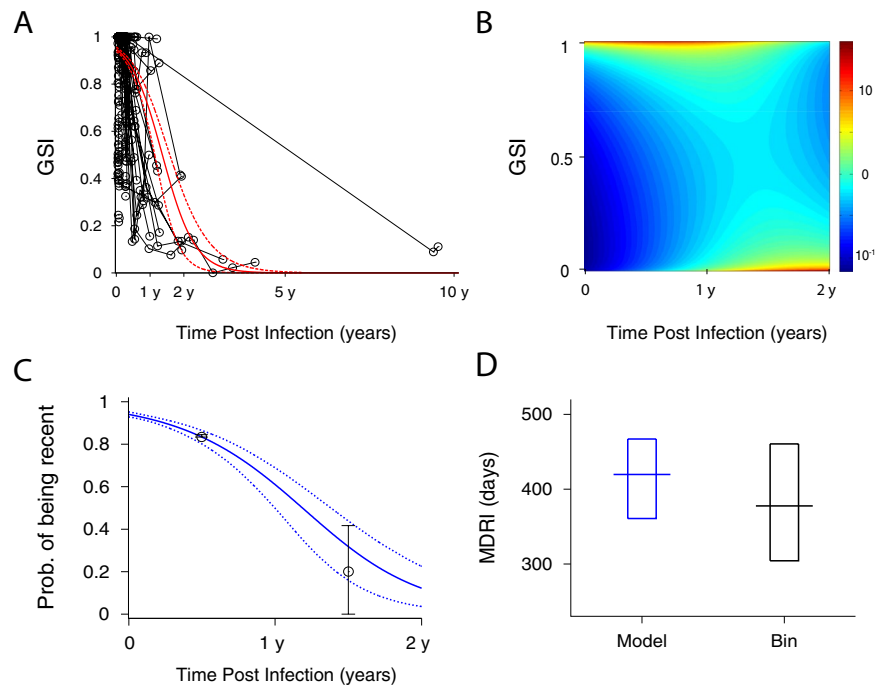 A
B
1
0.8
0.6
0.4
0.2
0
GSI
0
1 y
2 y
5 y
10 y
Time Post Infection (years)
1
0.5
0
GSI
0
1 y
2 y
Time Post Infection (years)
10
0
10-1
C
D
1
0.8
0.6
0.4
0.2
0
Prob. of being recent
0
1 y
2 y
Time Post Infection (years)
500
400
300
MDRI (days)
Model
Bin